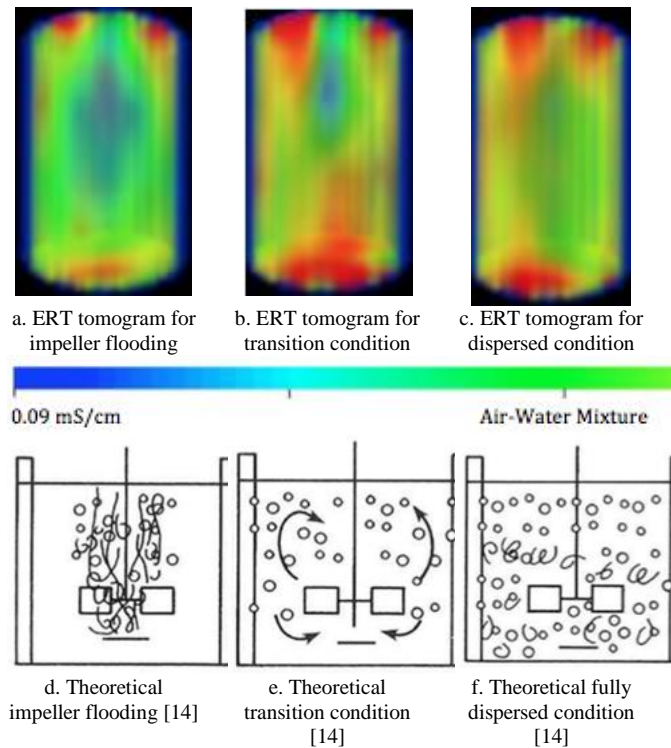 a. ERT tomogram for
impeller flooding
b. ERT tomogram for
transition condition
c. ERT tomogram for
dispersed condition
0.09 mS/cm
Air-Water Mixture
d. Theoretical
impeller flooding [14]
e. Theoretical
transition condition
[14]
f. Theoretical fully
dispersed condition
[14]